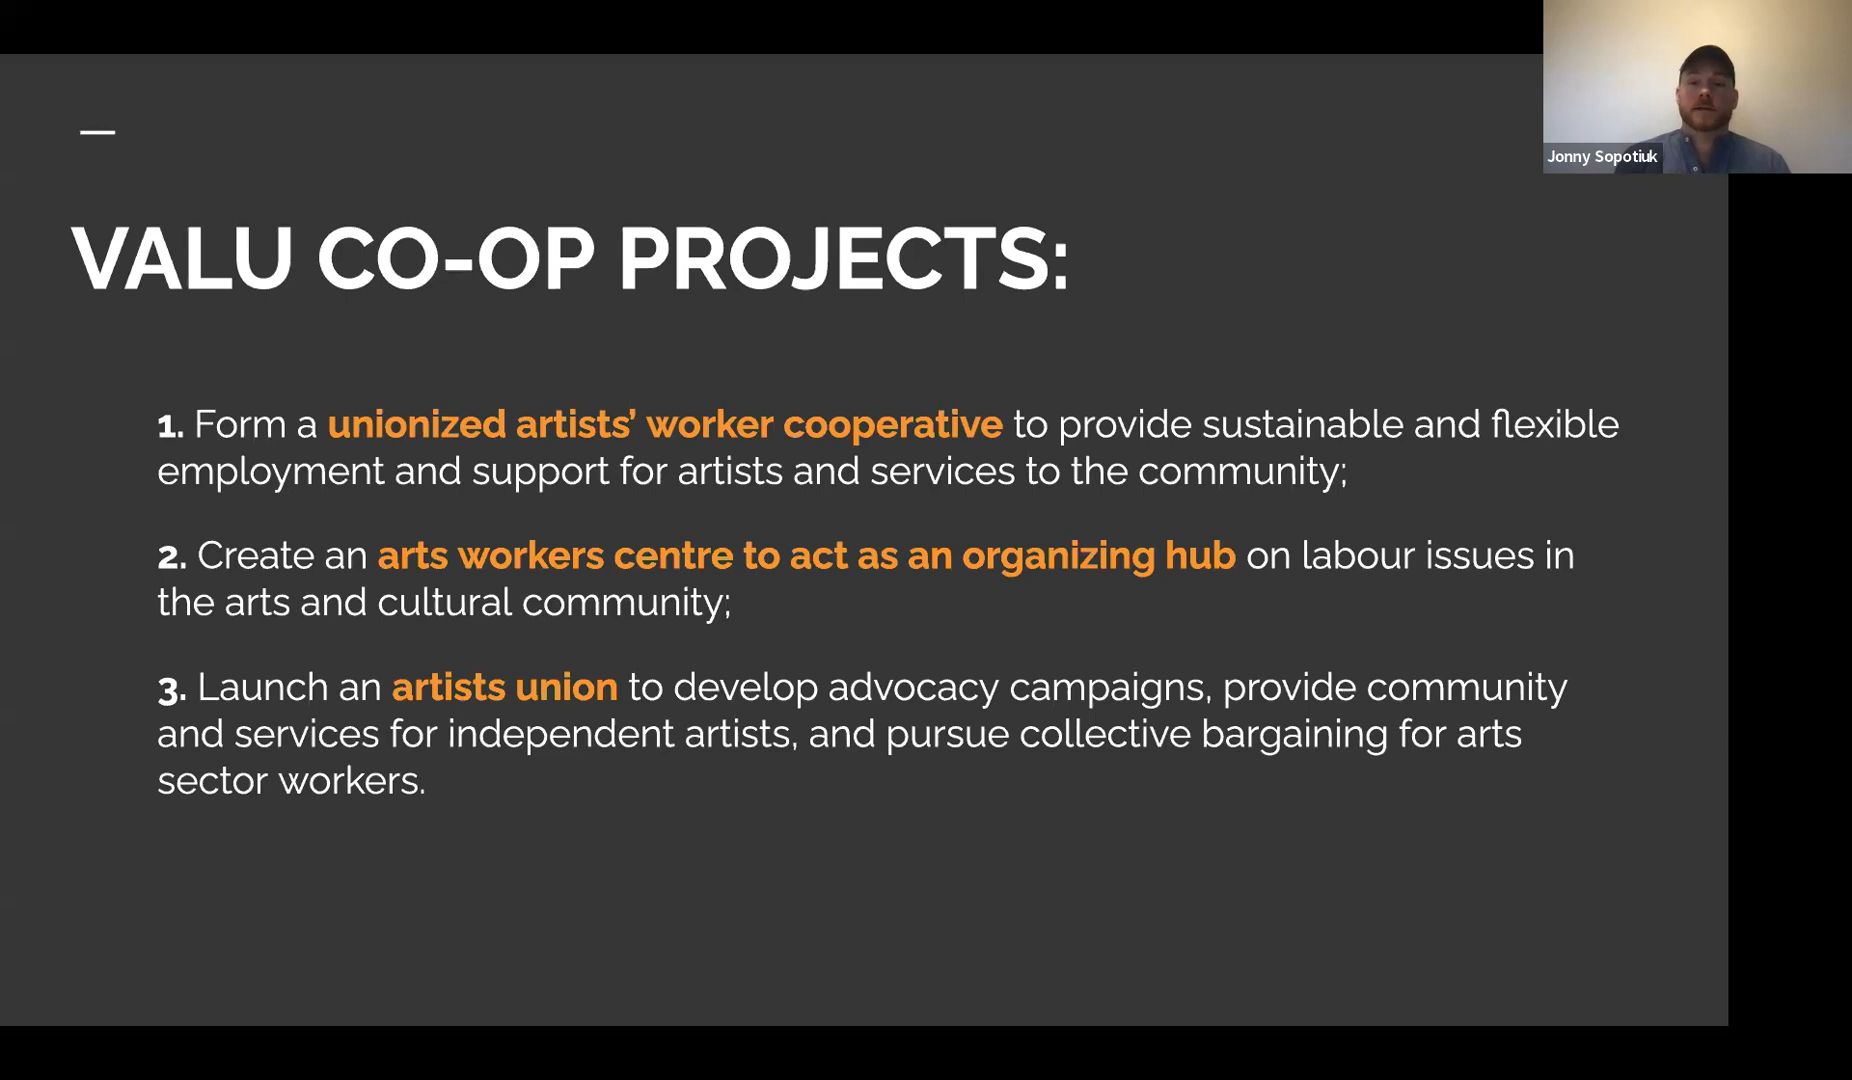 Jonny Sopotiuk
VALU CO-OP PROJECTS:
1. Form a unionized artists’ worker cooperative to provide sustainable and flexible
employment and support for artists and services to the community;
2. Create an arts workers centre to act as an organizing hub on labour issues in
the arts and cultural community;
3. Launch an artists union to develop advocacy campaigns, provide community
and services for independent artists, and pursue collective bargaining for arts
sector workers.